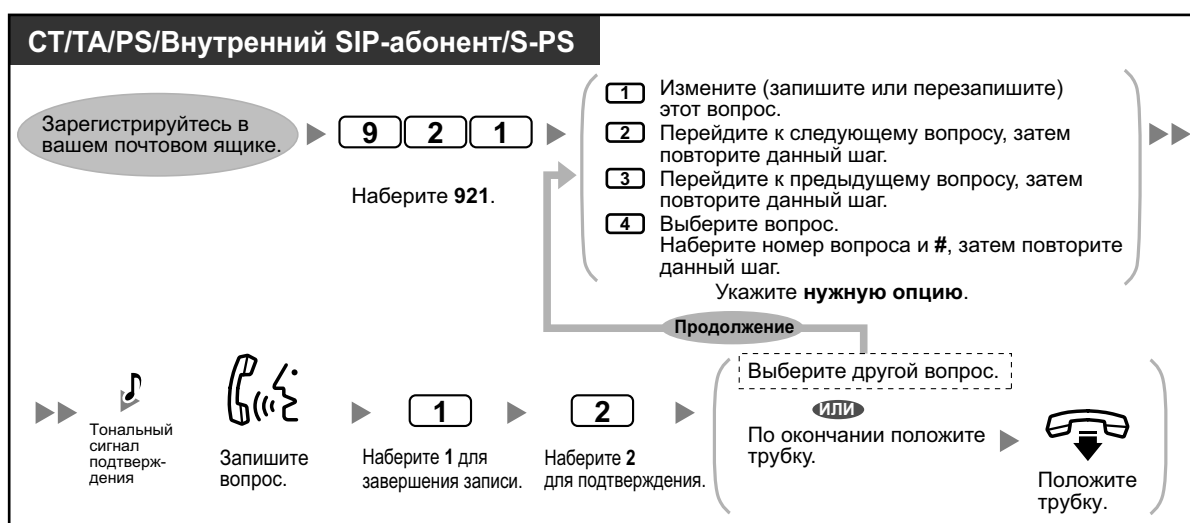 CT/TA/PS/Внутренний SIP-абонент/S-PS
Зарегистрируйтесь в
вашем почтовом ящике.
9 2 1
Наберите 921.
1 Измените (запишите или перезапишите)
этот вопрос.
2 Перейдите к следующему вопросу, затем
повторите данный шаг.
3 Перейдите к предыдущему вопросу, затем
повторите данный шаг.
4 Выберите вопрос.
Наберите номер вопроса и #, затем повторите
данный шаг.
Укажите нужную опцию.
Продолжение
Тональный
сигнал
подтверж-
дения
Запишите
вопрос.
1
Наберите 1 для
завершения записи.
2
Наберите 2
для подтверждения.
Выберите другой вопрос.
ИЛИ
По окончании положите
трубку.
Положите
трубку.